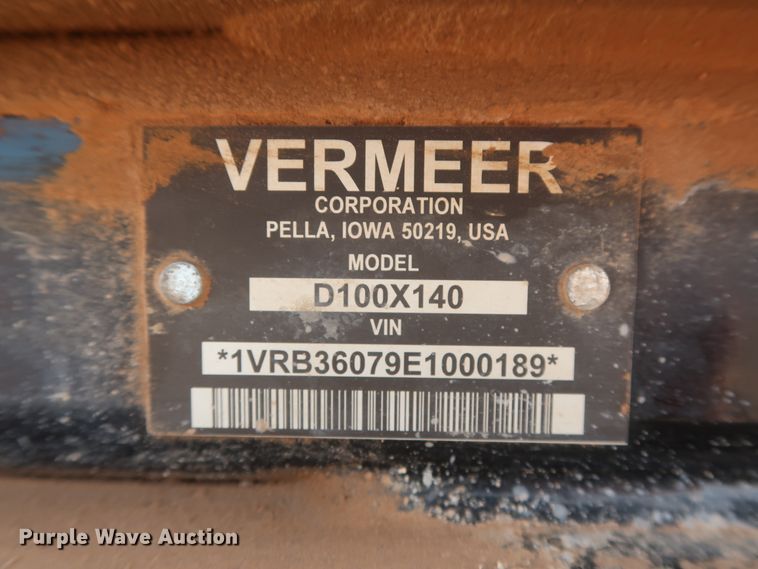 VERMEER
CORPORATION
PELLA, IOWA 50219, USA
MODEL
D100X140
VIN
*1VRB36079E1000189*
Purple Wave Auction